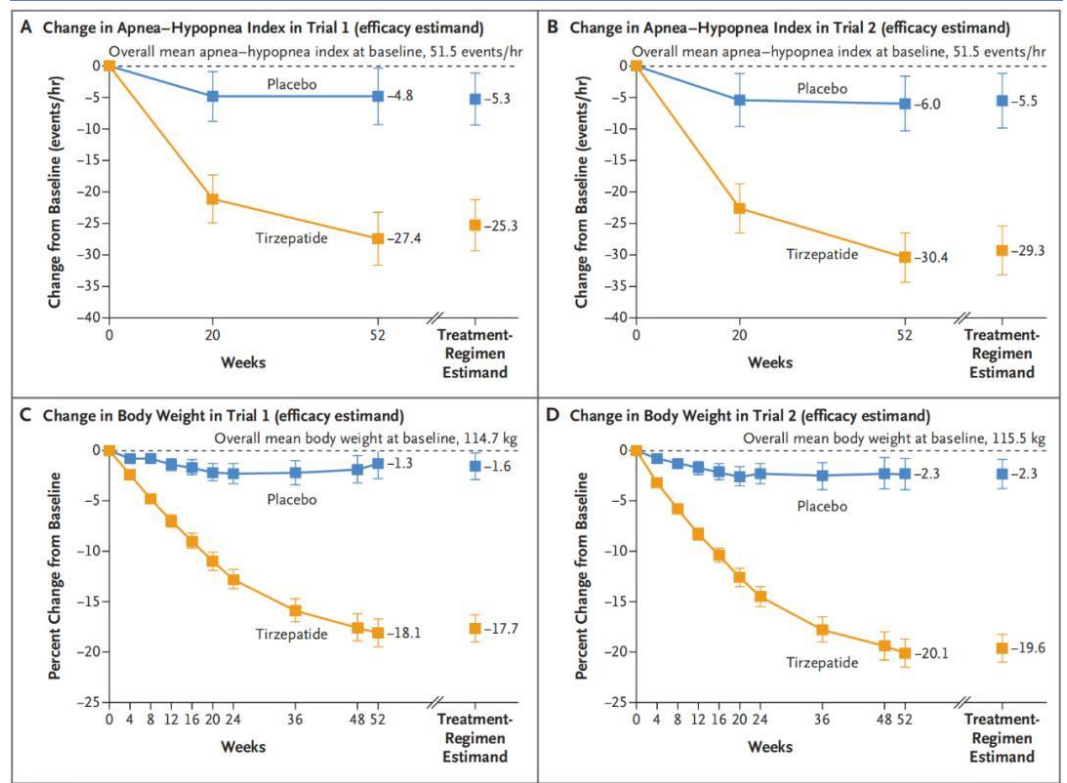 A Change in Apnea–Hypopnea Index in Trial 1 (efficacy estimand)
Overall mean apnea–hypopnea index at baseline, 51.5 events/hr
Change from Baseline (events/hr)
0
−5
−10
−15
−20
−25
−30
−35
−40
Placebo
−4.8
−5.3
Tirzepatide
−27.4
−25.3
0
20
52
Treatment-
Regimen
Estimand
Weeks
B Change in Apnea–Hypopnea Index in Trial 2 (efficacy estimand)
Overall mean apnea–hypopnea index at baseline, 51.5 events/hr
Change from Baseline (events/hr)
0
−5
−10
−15
−20
−25
−30
−35
−40
Placebo
−6.0
−5.5
Tirzepatide
−30.4
−29.3
0
20
52
Treatment-
Regimen
Estimand
Weeks
C Change in Body Weight in Trial 1 (efficacy estimand)
Overall mean body weight at baseline, 114.7 kg
Percent Change from Baseline
0
−5
−10
−15
−20
−25
−1.3
−1.6
Placebo
Tirzepatide
−18.1
−17.7
0 4 8 12 16 20 24 36 48 52
Treatment-
Regimen
Estimand
Weeks
D Change in Body Weight in Trial 2 (efficacy estimand)
Overall mean body weight at baseline, 115.5 kg
Percent Change from Baseline
0
−5
−10
−15
−20
−25
−2.3
−2.3
Placebo
Tirzepatide
−20.1
−19.6
0 4 8 12 16 20 24 36 48 52
Treatment-
Regimen
Estimand
Weeks